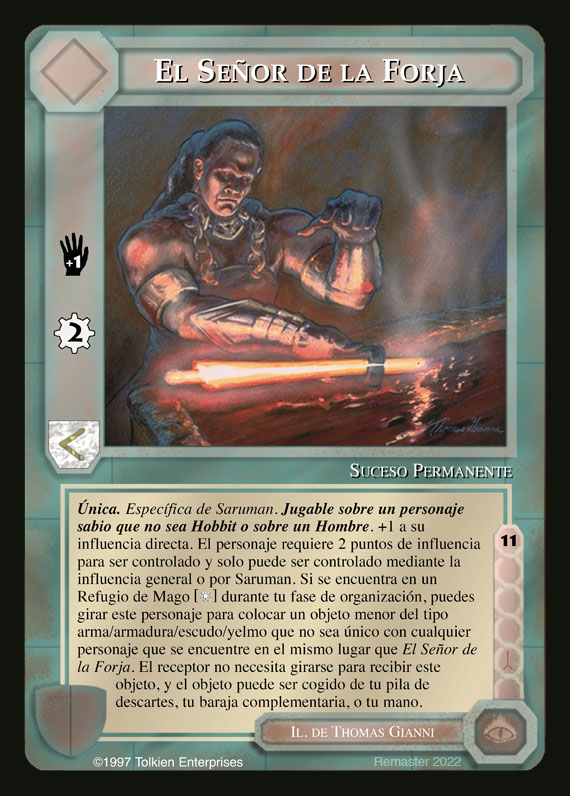 El Señor de la Forja
+1
2
Thomas Gianni
Suceso Permanente
Única. Específica de Saruman. Jugable sobre un personaje
sabio que no sea Hobbit o sobre un Hombre. +1 a su
influencia directa. El personaje requiere 2 puntos de influencia
para ser controlado y solo puede ser controlado mediante la
influencia general o por Saruman. Si se encuentra en un
Refugio de Mago [ ] durante tu fase de organización, puedes
girar este personaje para colocar un objeto menor del tipo
arma/armadura/escudo/yelmo que no sea único con cualquier
personaje que se encuentre en el mismo lugar que El Señor de
la Forja. El receptor no necesita girarse para recibir este
objeto, y el objeto puede ser cogido de tu pila de
descartes, tu baraja complementaria, o tu mano.
11
Il. de Thomas Gianni
©1997 Tolkien Enterprises
Remaster 2022